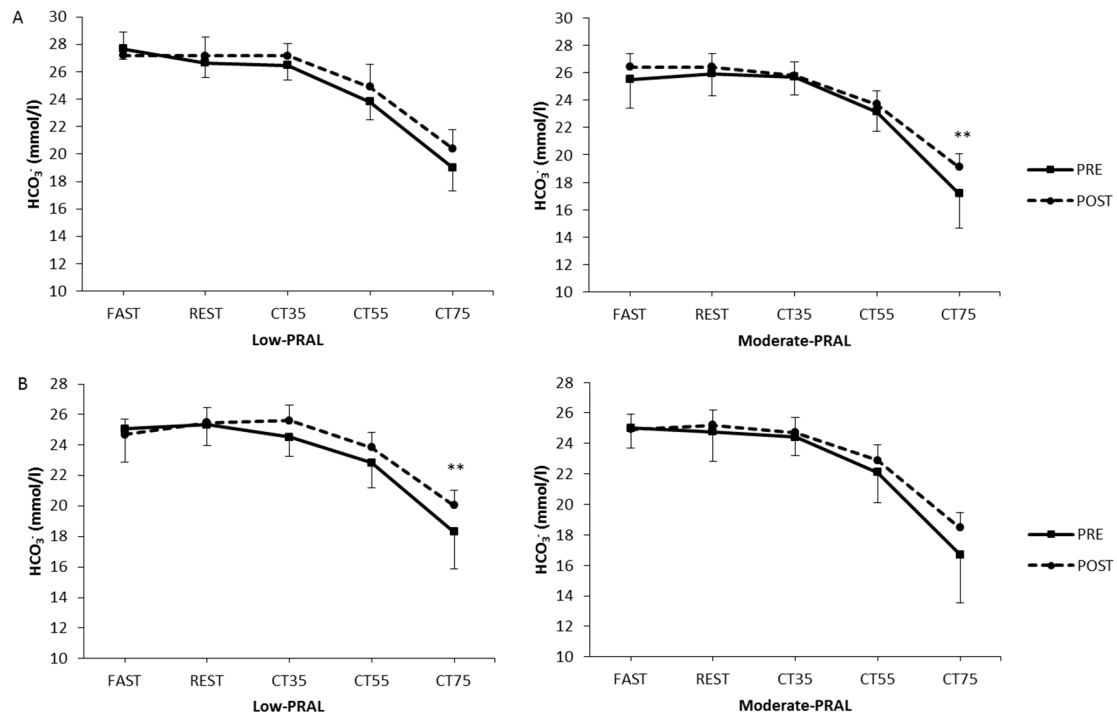 A
HCO₃⁻ (mmol/l)
30
28
26
24
22
20
18
16
14
12
10
FAST REST CT35 CT55 CT75
Low-PRAL
HCO₃⁻ (mmol/l)
30
28
26
24
22
20
18
16
14
12
10
**
FAST REST CT35 CT55 CT75
Moderate-PRAL
PRE
POST
B
HCO₃⁻ (mmol/l)
28
26
24
22
20
18
16
14
12
10
**
FAST REST CT35 CT55 CT75
Low-PRAL
HCO₃⁻ (mmol/l)
28
26
24
22
20
18
16
14
12
10
FAST REST CT35 CT55 CT75
Moderate-PRAL
PRE
POST